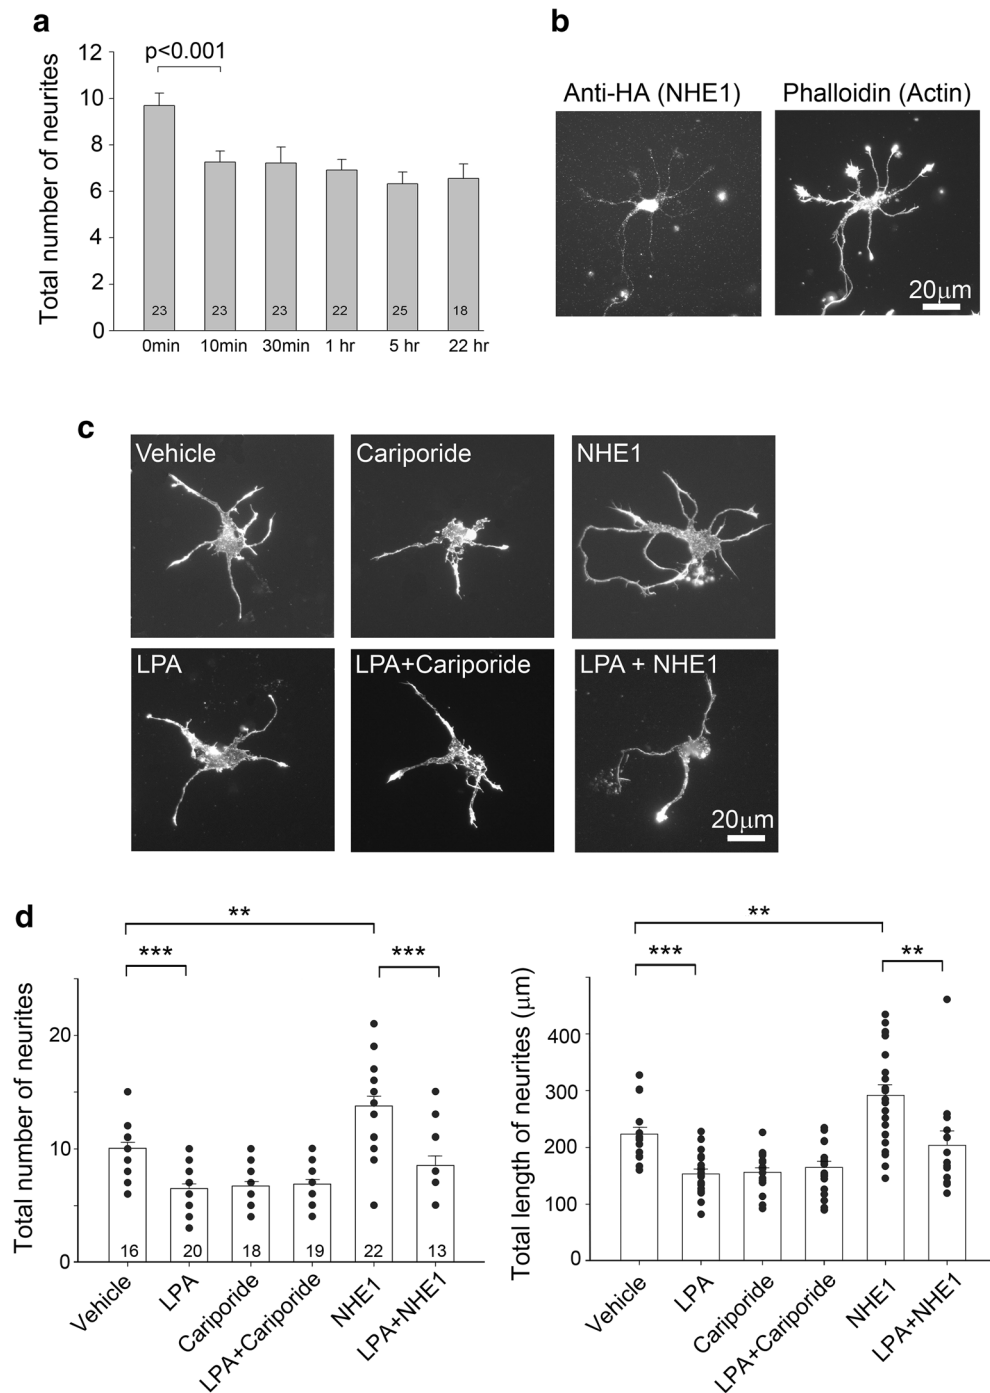 a
p<0.001
Total number of neurites
12
10
8
6
4
2
0
23
23
23
22
25
18
0min
10min
30min
1 hr
5 hr
22 hr
b
Anti-HA (NHE1)
Phalloidin (Actin)
20µm
c
Vehicle
Cariporide
NHE1
LPA
LPA+Cariporide
LPA + NHE1
20µm
d
**
***
***
Total number of neurites
20
10
0
16
20
18
19
22
13
Vehicle
LPA
Cariporide
LPA+Cariporide
NHE1
LPA+NHE1
**
***
**
Total length of neurites (µm)
400
300
200
100
0
Vehicle
LPA
Cariporide
LPA+Cariporide
NHE1
LPA+NHE1